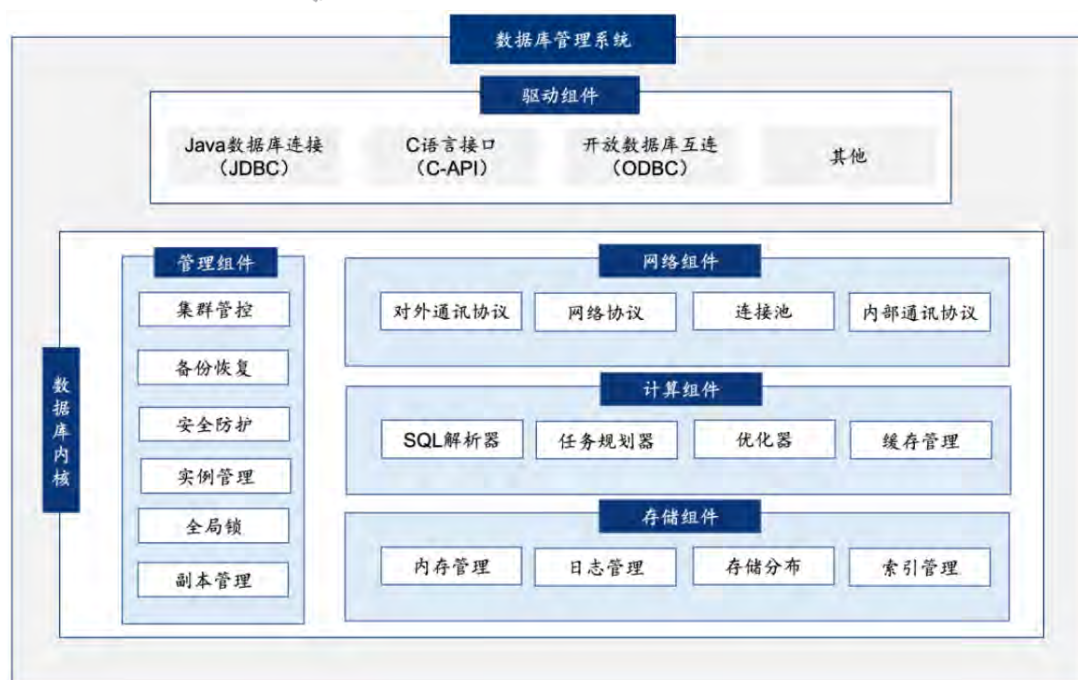 数据库管理系统
驱动组件
Java数据库连接
（JDBC）
C语言接口
（C-API）
开放数据库互连
（ODBC）
其他
数据库内核
管理组件
集群管控
备份恢复
安全防护
实例管理
全局锁
副本管理
网络组件
对外通讯协议
网络协议
连接池
内部通讯协议
计算组件
SQL解析器
任务规划器
优化器
缓存管理
存储组件
内存管理
日志管理
存储分布
索引管理